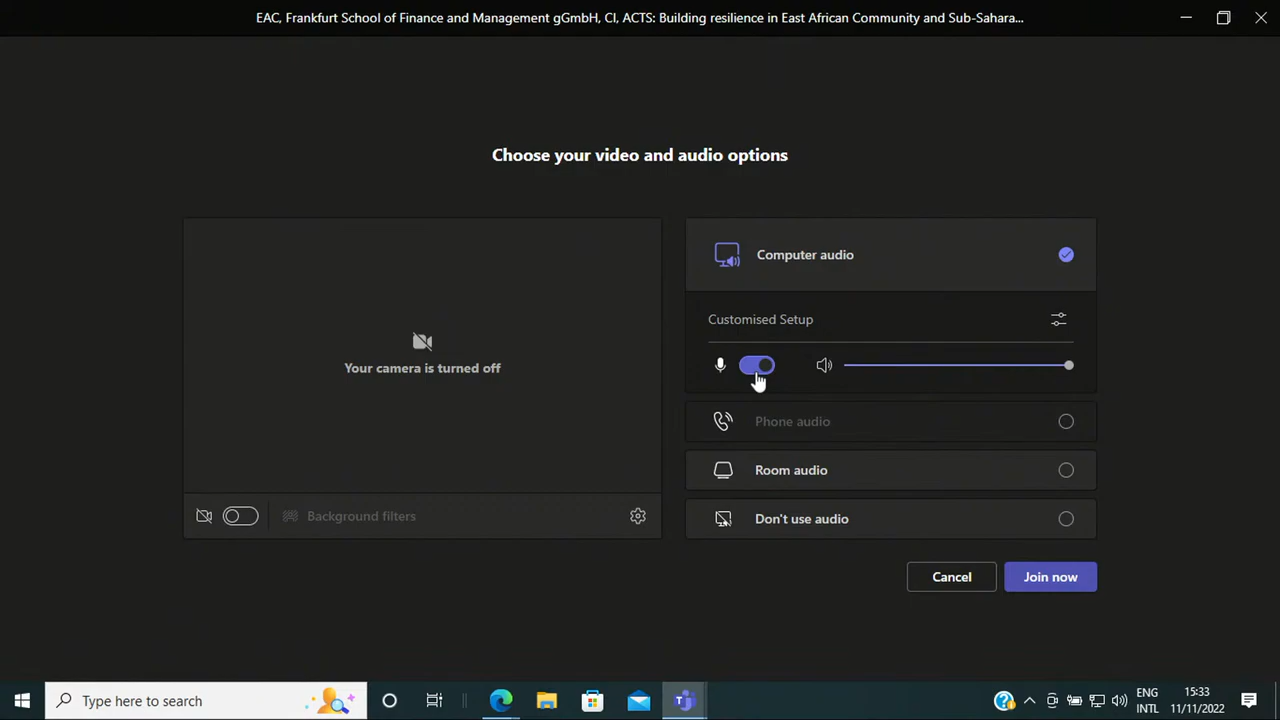 EAC, Frankfurt School of Finance and Management gGmbH, CI, ACTS: Building resilience in East African Community and Sub-Sahara...
Choose your video and audio options
Your camera is turned off
Background filters
Computer audio
Customised Setup
Phone audio
Room audio
Don't use audio
Cancel
Join now
Type here to search
ENG
INTL
15:33
11/11/2022